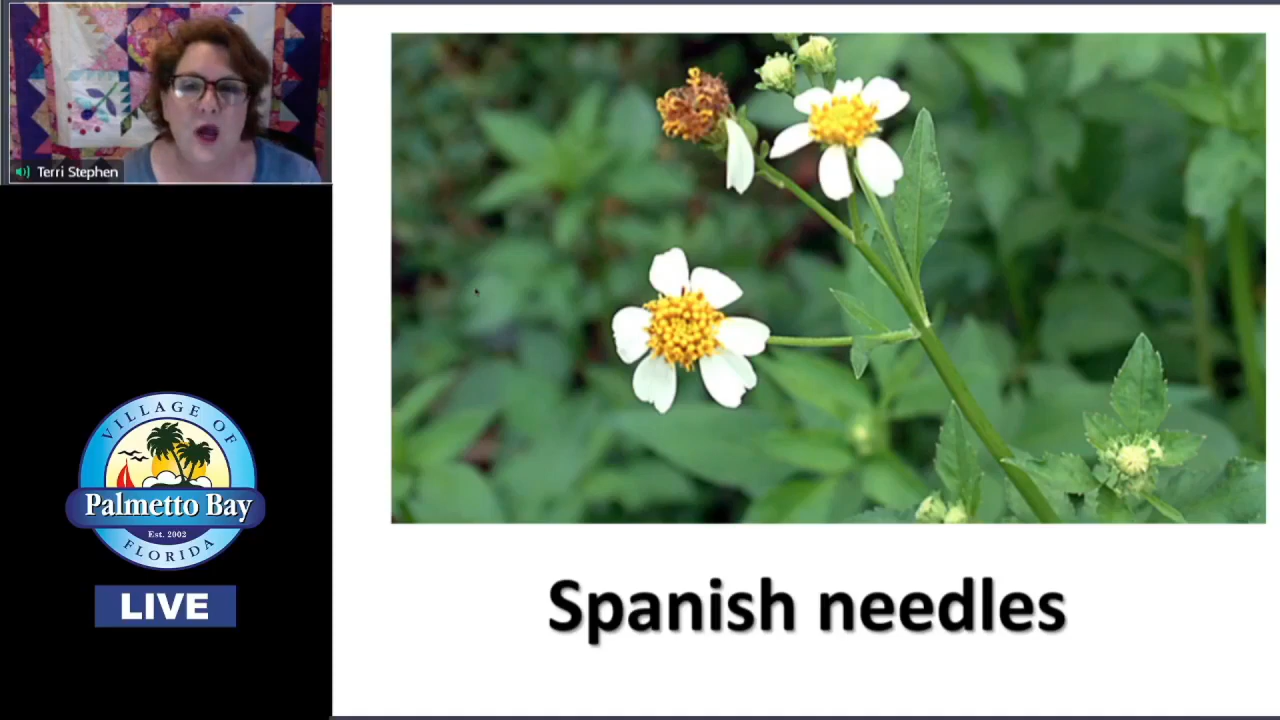 Terri Stephen
VILLAGE OF
Palmetto Bay
Est. 2002
FLORIDA
LIVE
Spanish needles